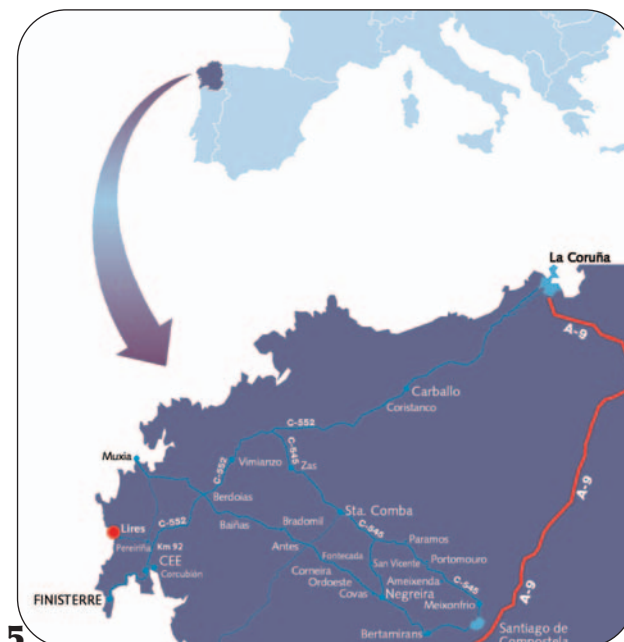 La Coruña
A-9
Carballo
Coristanco
C-552
Muxia
Vimianzo
C-545
Zas
C-552
Berdoias
A-9
Sta. Comba
Lires
C-552
Baiñas
Bradomil
C-545
Paramos
Pereiriña
Km 92
Antes
Fontecada
San Vicente
Portomouro
CEE
Corcubión
Corneira
Ordoeste
Ameixenda
C-545
A-9
FINISTERRE
Covas
Negreira
Meixonfrio
Bertamirans
Santiago de
Compostela
5